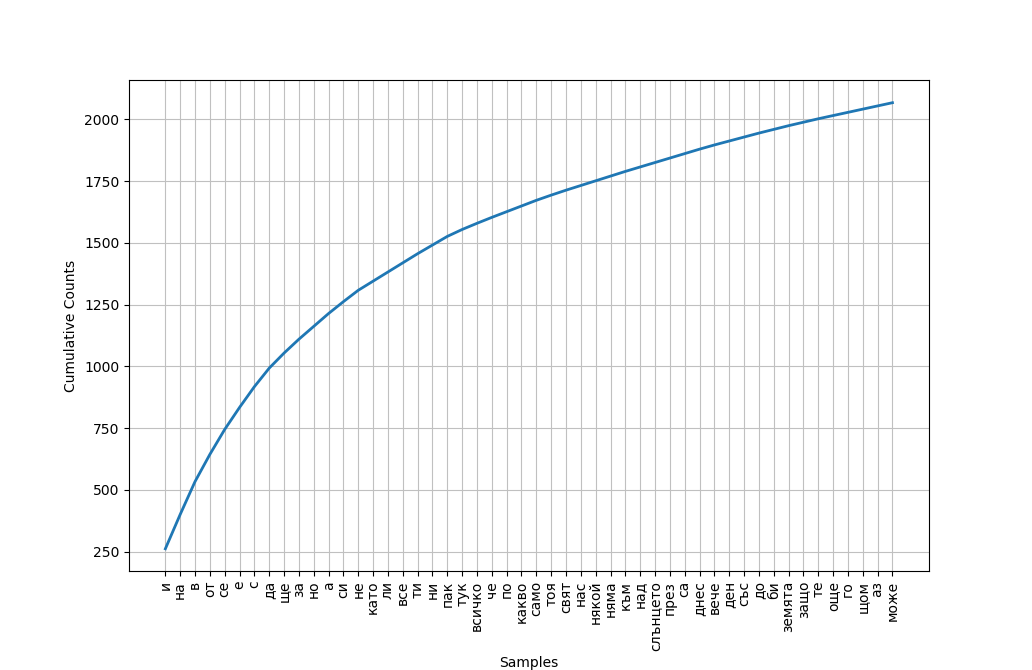 2000
1750
1500
1250
1000
750
500
250
Cumulative Counts
и
на
в
от
се
е
с
да
ще
за
но
а
си
не
като
ли
все
ти
ни
пак
тук
всичко
че
по
какво
само
тоя
свят
нас
някой
няма
към
над
слънцето
през
са
днес
вече
ден
със
до
би
земята
защо
те
още
го
щом
аз
може
Samples